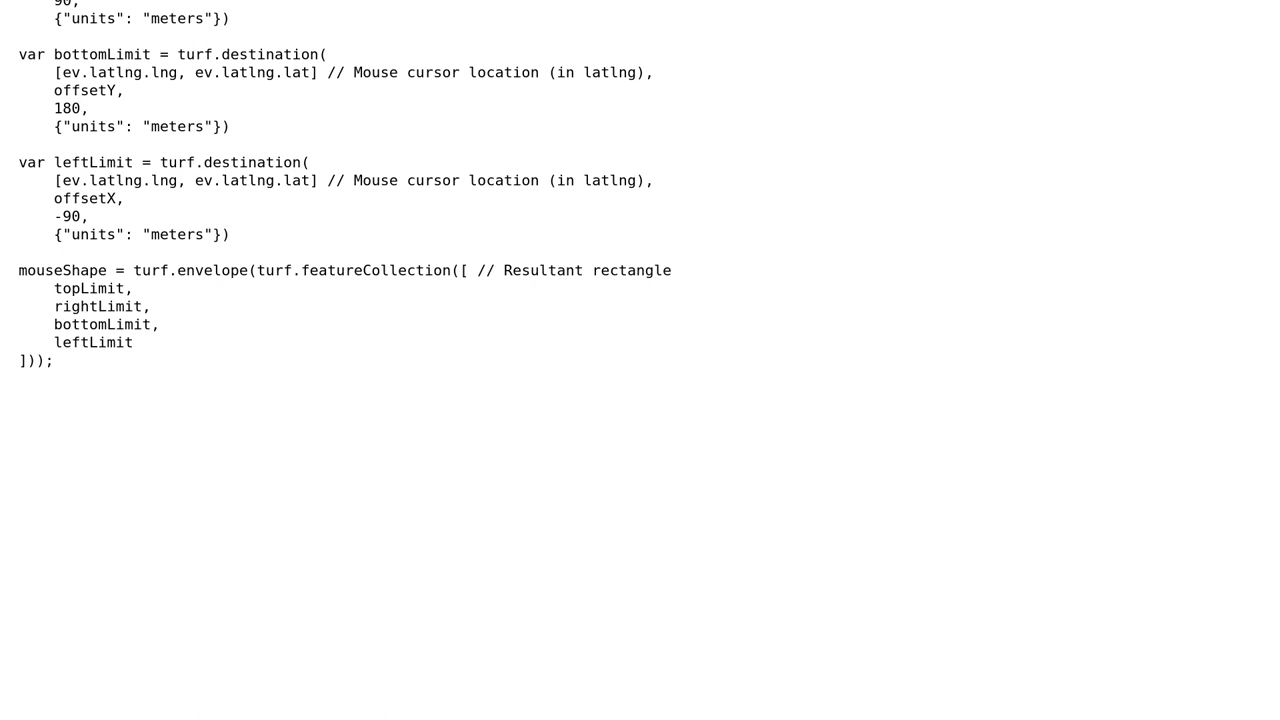 90,
{"units": "meters"})
var bottomLimit = turf.destination(
[ev.latlng.lng, ev.latlng.lat] // Mouse cursor location (in latlng),
offsetY,
180,
{"units": "meters"})
var leftLimit = turf.destination(
[ev.latlng.lng, ev.latlng.lat] // Mouse cursor location (in latlng),
offsetX,
-90,
{"units": "meters"})
mouseShape = turf.envelope(turf.featureCollection([ // Resultant rectangle
topLimit,
rightLimit,
bottomLimit,
leftLimit
]));